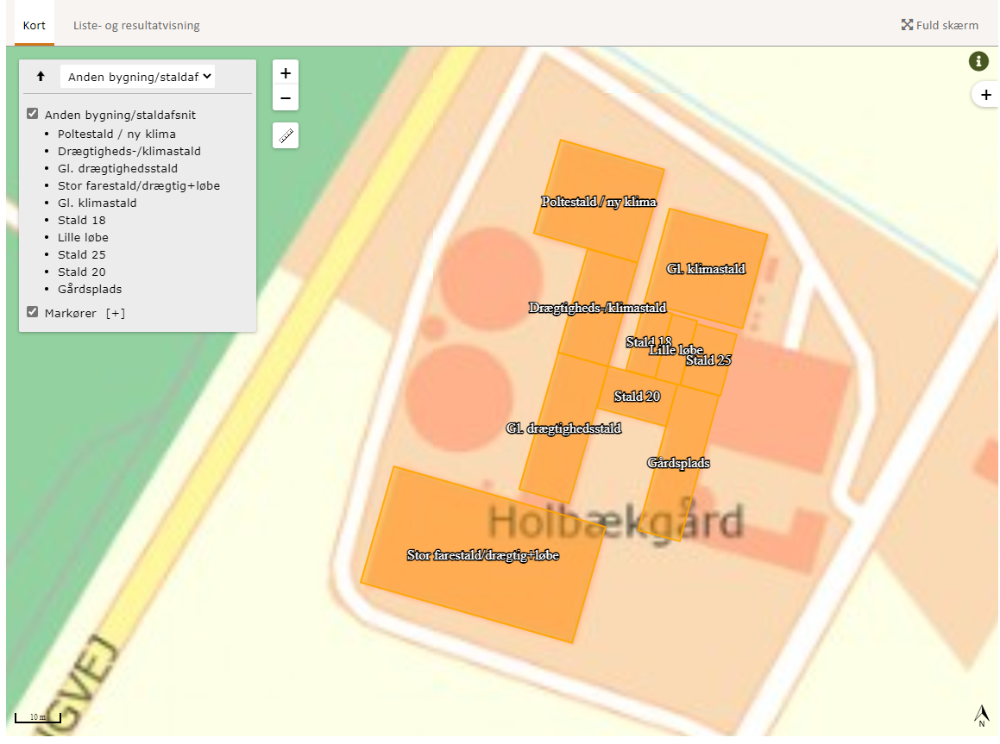 Kort
Liste- og resultatvisning
Fuld skærm
Anden bygning/staldaf
Anden bygning/staldafsnit
Poltestald / ny klima
Drægtigheds-/klimastald
Gl. drægtighedsstald
Stor farestald/drægtig+løbe
Gl. klimastald
Stald 18
Lille løbe
Stald 25
Stald 20
Gårdsplads
Markører [+]
Poltestald / ny klima
Gl. klimastald
Drægtigheds-/klimastald
Stald 18
Lille løbe
Stald 25
Stald 20
Gl. drægtighedsstald
Gårdsplads
Holbækgård
Stor farestald/drægtig+løbe
GVEJ
10 m
N